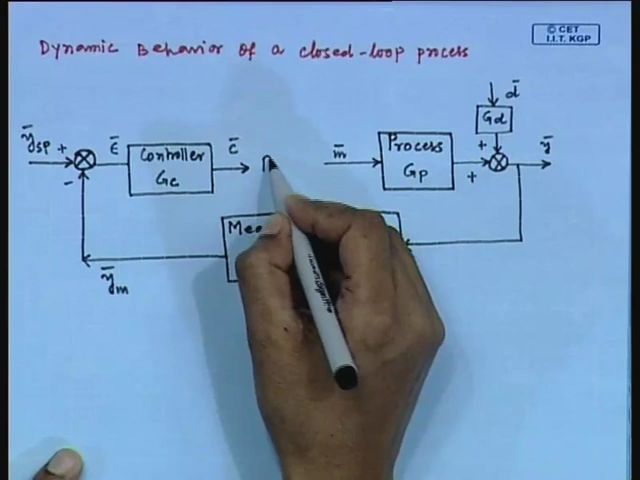 © CET
I.I.T. KGP
Dynamic Behavior of a closed-loop process
d̄
Gd
ȳsp + ε̄ Controller c̄ m̄ Process + ȳ
- Gc Gp +
ȳm